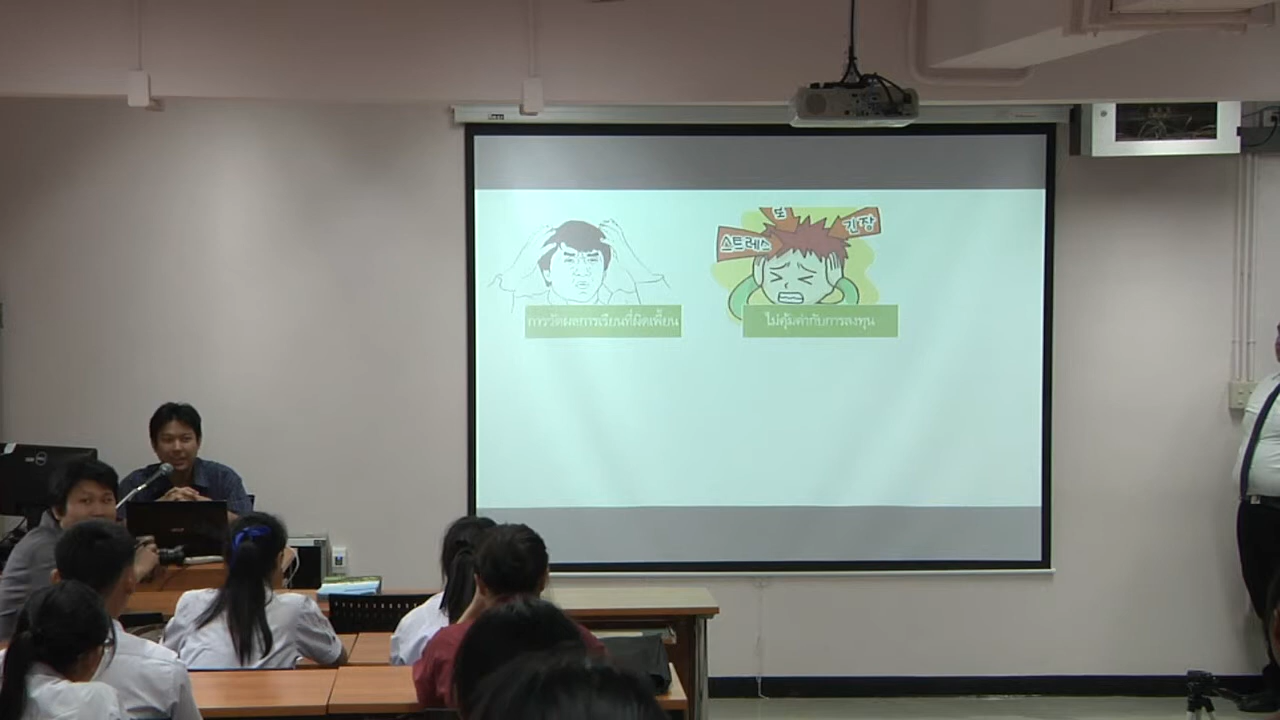 스트레스
긴장
การวัดผลการเรียนที่ผิดเพี้ยน
ไม่คุ้มค่ากับการลงทุน